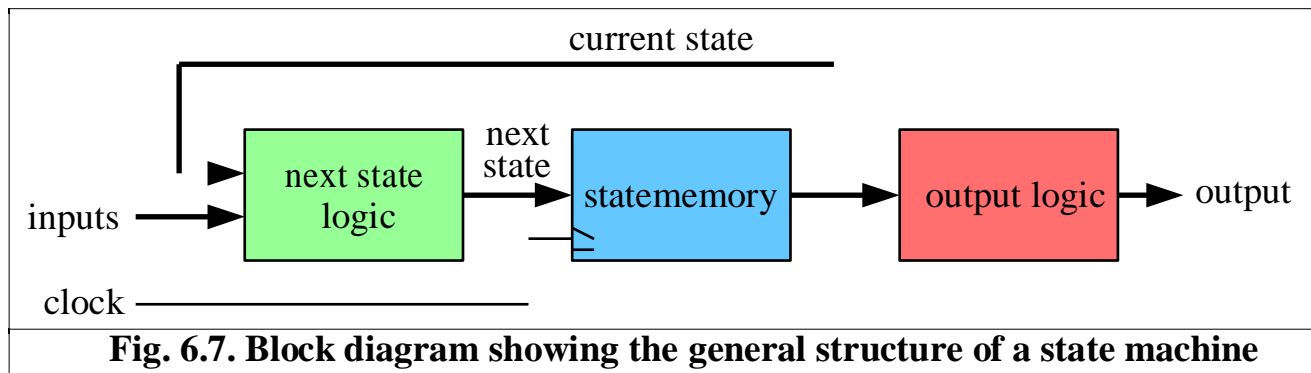 current state
next
state
next state
logic
statememory
output logic
output
inputs
clock
Fig. 6.7. Block diagram showing the general structure of a state machine